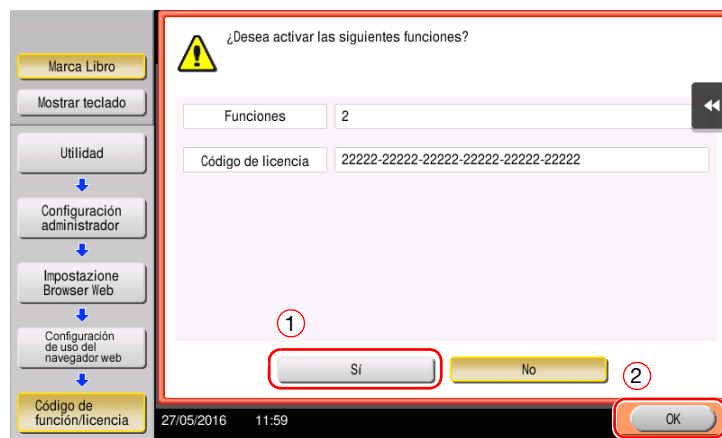 ¿Desea activar las siguientes funciones?
Marca Libro
Mostrar teclado
Funciones
2
Utilidad
Código de licencia
22222-22222-22222-22222-22222-22222
Configuración
administrador
Impostazione
Browser Web
1
Configuración
de uso del
navegador web
Sí
No
2
Código de
función/licencia
27/05/2016
11:59
OK